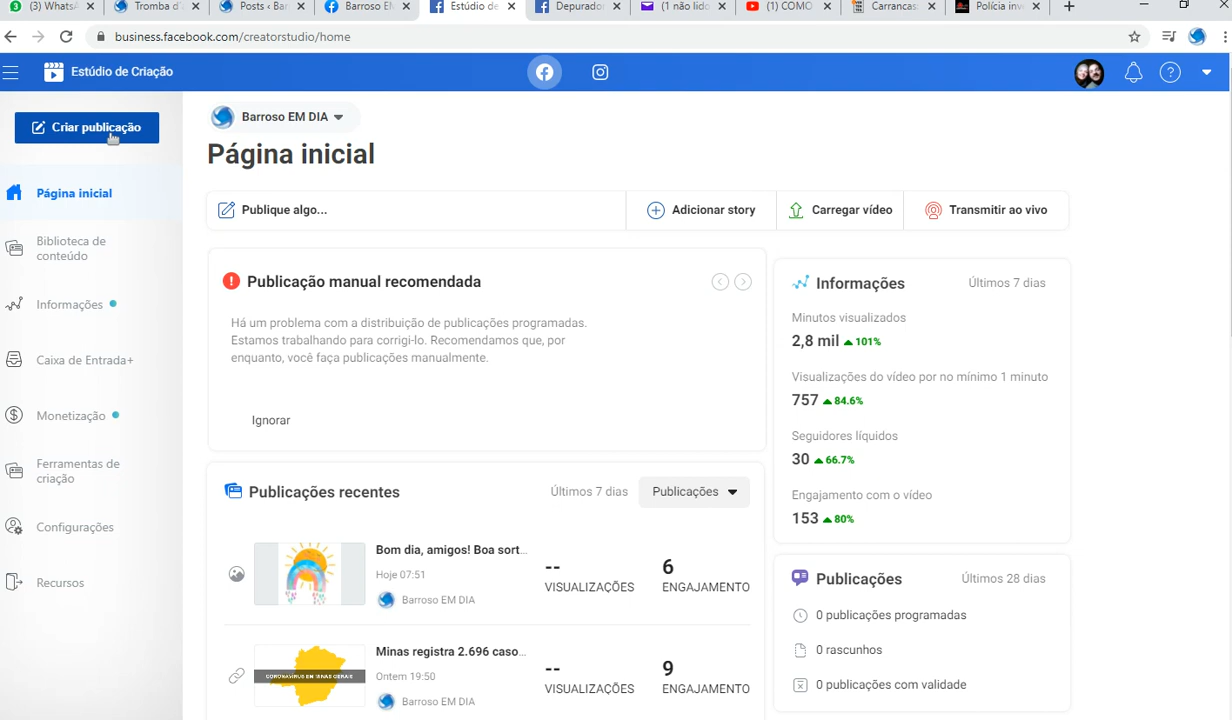 (3) WhatsA
Tromba d'
Posts ‹ Bar
Barroso EM
Estúdio de
Depurado
(1 não lido
(1) COMO
Carrancas
Polícia inv
business.facebook.com/creatorstudio/home
Estúdio de Criação
Criar publicação
Barroso EM DIA
Página inicial
Página inicial
Publique algo...
Adicionar story
Carregar vídeo
Transmitir ao vivo
Biblioteca de
conteúdo
Informações
Caixa de Entrada+
Monetização
Ferramentas de
criação
Configurações
Recursos
Publicação manual recomendada
Há um problema com a distribuição de publicações programadas.
Estamos trabalhando para corrigi-lo. Recomendamos que, por
enquanto, você faça publicações manualmente.
Ignorar
Informações
Últimos 7 dias
Minutos visualizados
2,8 mil 101%
Visualizações do vídeo por no mínimo 1 minuto
757 84.6%
Seguidores líquidos
30 66.7%
Engajamento com o vídeo
153 80%
Publicações recentes
Últimos 7 dias
Publicações
Bom dia, amigos! Boa sort...
Hoje 07:51
Barroso EM DIA
--
VISUALIZAÇÕES
6
ENGAJAMENTO
CORONAVÍRUS EM MINAS GERAIS
Minas registra 2.696 caso...
Ontem 19:50
Barroso EM DIA
--
VISUALIZAÇÕES
9
ENGAJAMENTO
Publicações
Últimos 28 dias
0 publicações programadas
0 rascunhos
0 publicações com validade